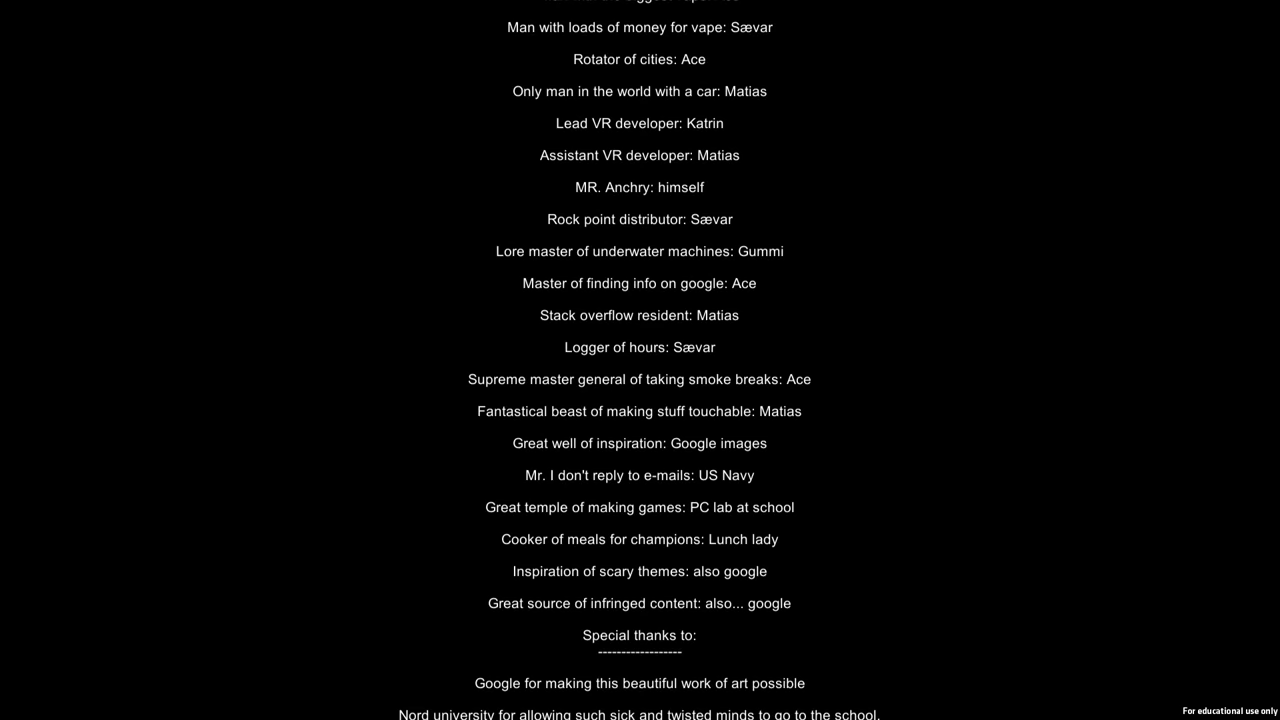 Man with loads of money for vape: Sævar
Rotator of cities: Ace
Only man in the world with a car: Matias
Lead VR developer: Katrin
Assistant VR developer: Matias
MR. Anchry: himself
Rock point distributor: Sævar
Lore master of underwater machines: Gummi
Master of finding info on google: Ace
Stack overflow resident: Matias
Logger of hours: Sævar
Supreme master general of taking smoke breaks: Ace
Fantastical beast of making stuff touchable: Matias
Great well of inspiration: Google images
Mr. I don't reply to e-mails: US Navy
Great temple of making games: PC lab at school
Cooker of meals for champions: Lunch lady
Inspiration of scary themes: also google
Great source of infringed content: also... google
Special thanks to:
------------------
Google for making this beautiful work of art possible
Nord university for allowing such sick and twisted minds to go to the school.
For educational use only